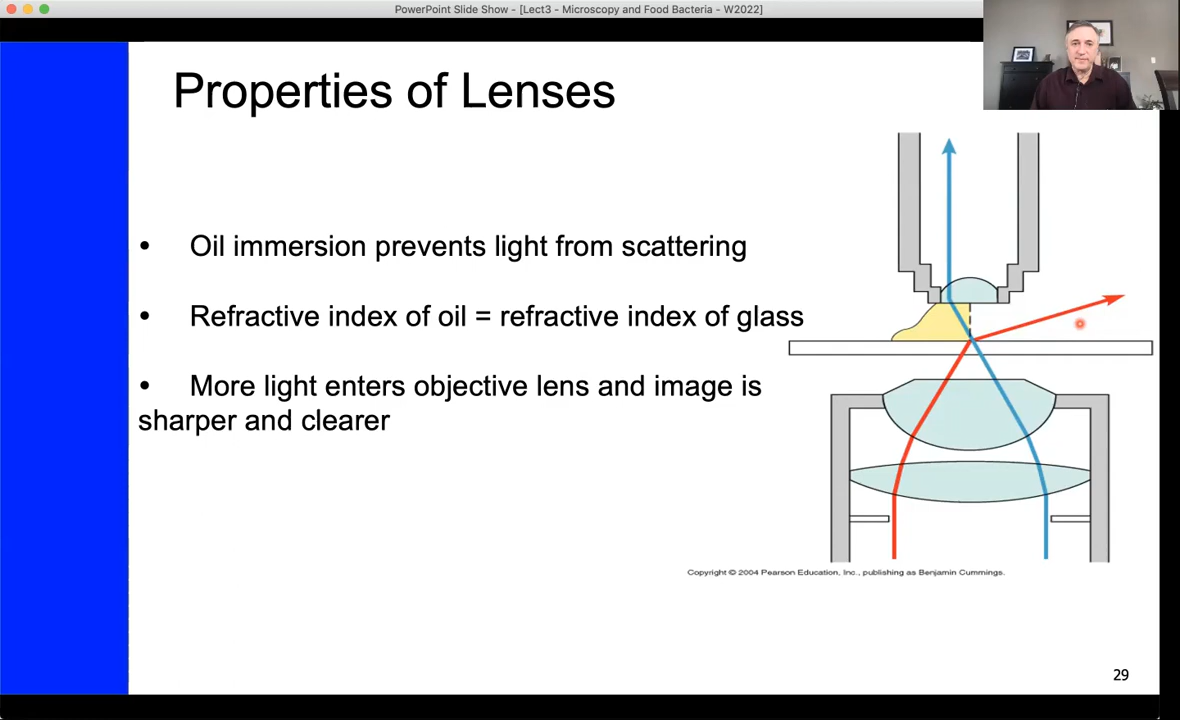 PowerPoint Slide Show - [Lect3 - Microscopy and Food Bacteria - W2022]
Properties of Lenses
• Oil immersion prevents light from scattering
• Refractive index of oil = refractive index of glass
• More light enters objective lens and image is
sharper and clearer
Copyright © 2004 Pearson Education, Inc., publishing as Benjamin Cummings.
29